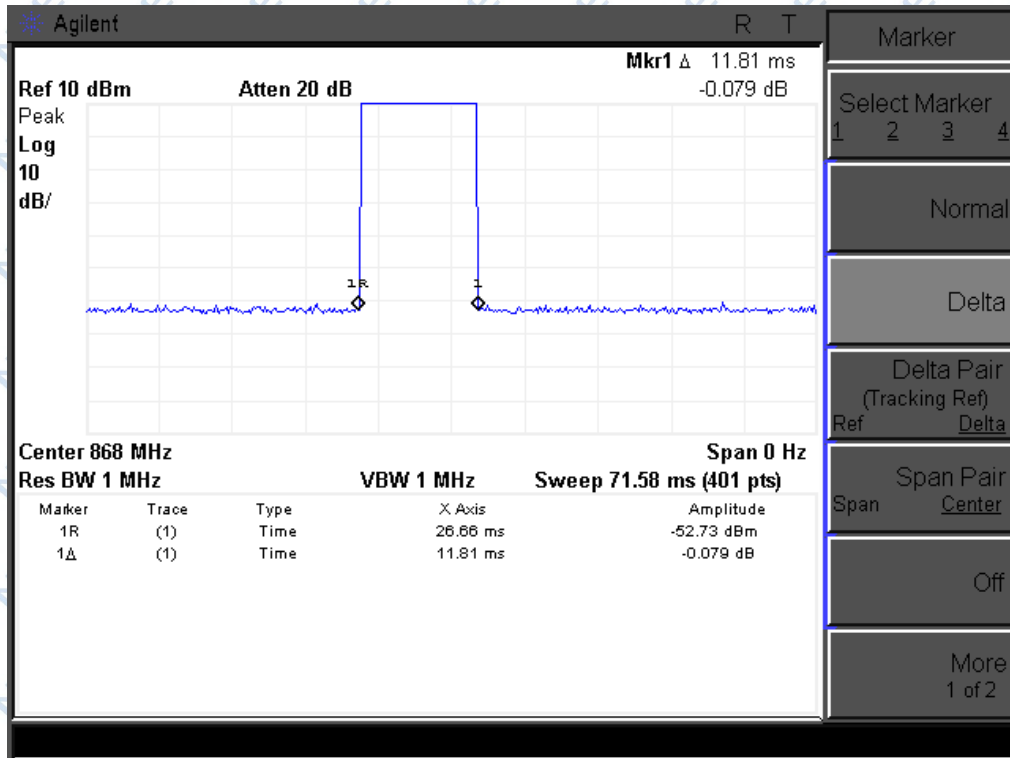 Agilent R T
Mkr1 Δ 11.81 ms
Ref 10 dBm Atten 20 dB -0.079 dB
Peak
Log
10
dB/
1R 1
Center 868 MHz Span 0 Hz
Res BW 1 MHz VBW 1 MHz Sweep 71.58 ms (401 pts)
Marker Trace Type X Axis Amplitude
1R (1) Time 26.66 ms -52.73 dBm
1Δ (1) Time 11.81 ms -0.079 dB
Marker
Select Marker
1 2 3 4
Normal
Delta
Delta Pair
(Tracking Ref)
Ref Delta
Span Pair
Span Center
Off
More
1 of 2